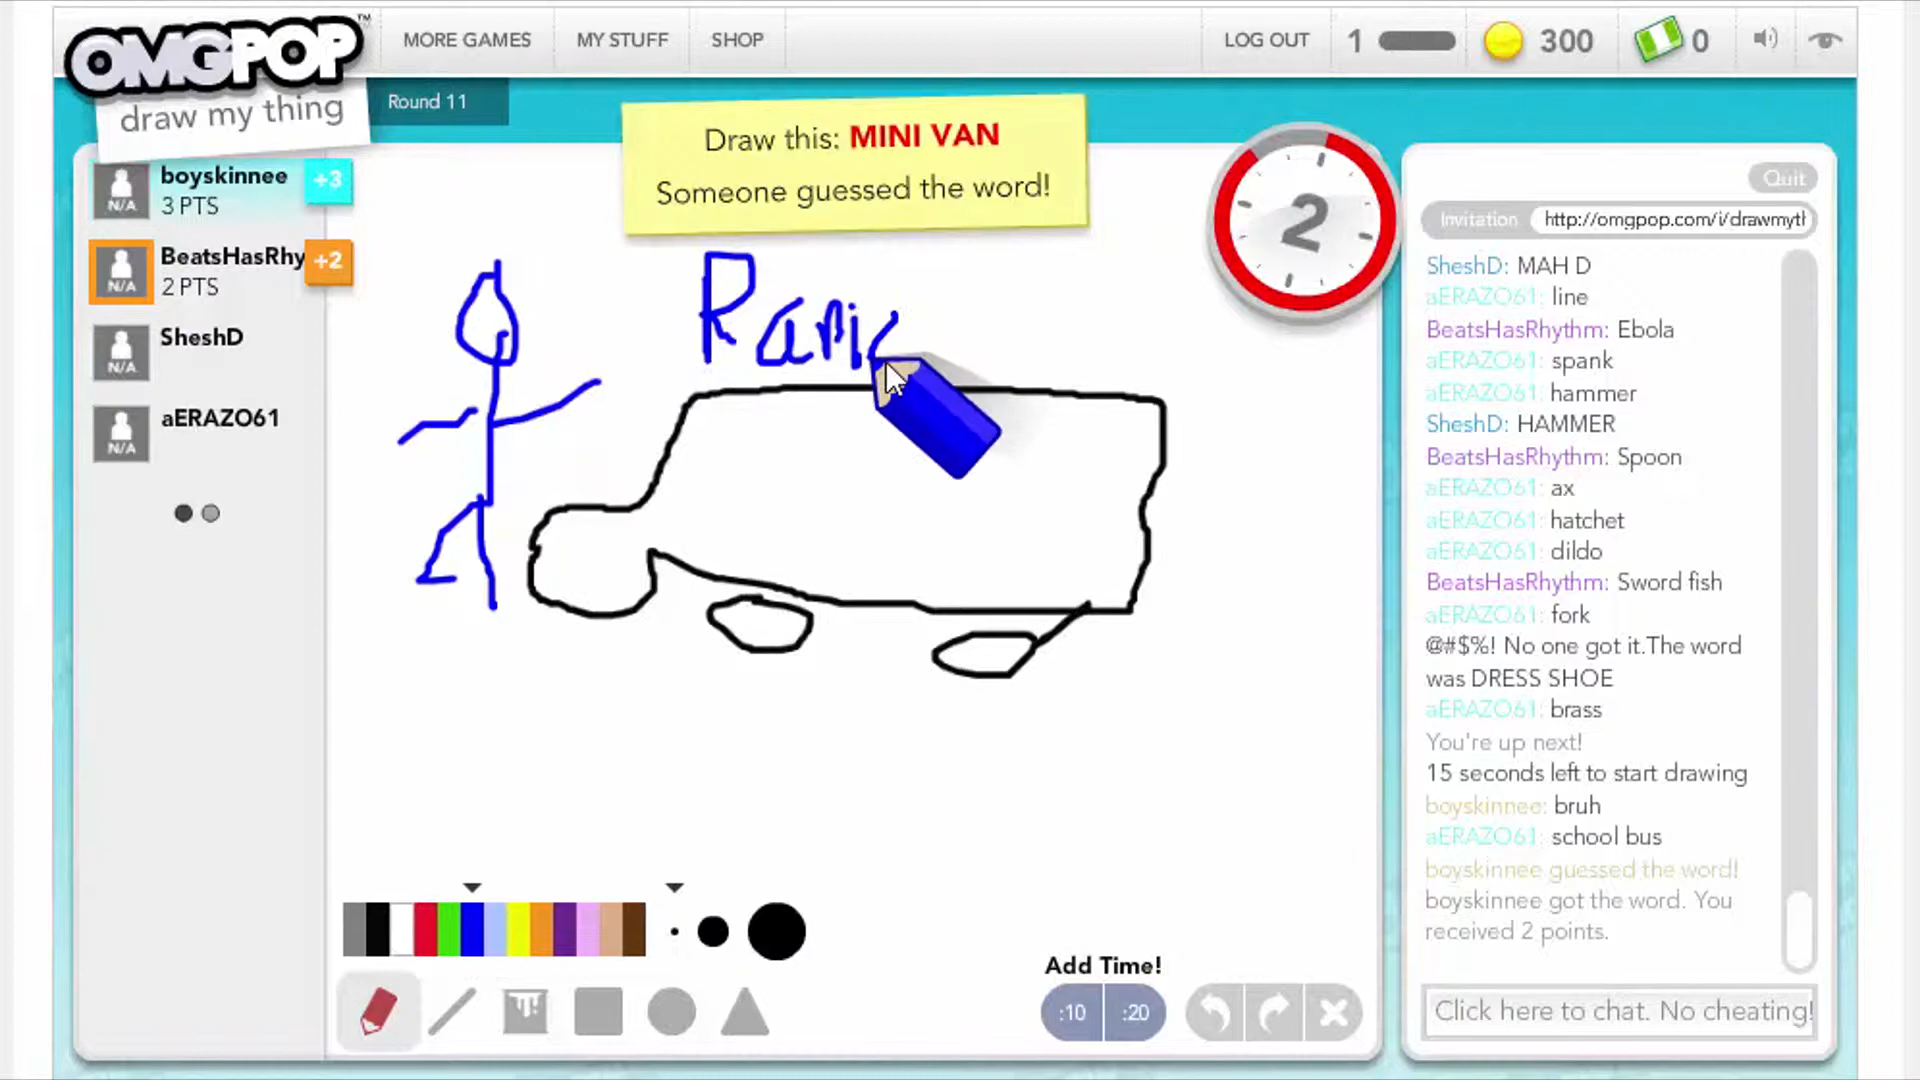 OMGPOP™
MORE GAMES
MY STUFF
SHOP
LOG OUT
1
300
0
draw my thing
Round 11
Draw this: MINI VAN
Someone guessed the word!
2
boyskinnee
3 PTS
+3
N/A
BeatsHasRhy
2 PTS
+2
N/A
SheshD
N/A
aERAZO61
N/A
Quit
Invitation http://omgpop.com/i/drawmyth
SheshD: MAH D
aERAZO61: line
BeatsHasRhythm: Ebola
aERAZO61: spank
aERAZO61: hammer
SheshD: HAMMER
BeatsHasRhythm: Spoon
aERAZO61: ax
aERAZO61: hatchet
aERAZO61: dildo
BeatsHasRhythm: Sword fish
aERAZO61: fork
@#$%! No one got it.The word
was DRESS SHOE
aERAZO61: brass
You're up next!
15 seconds left to start drawing
boyskinnee: bruh
aERAZO61: school bus
boyskinnee guessed the word!
boyskinnee got the word. You
received 2 points.
Click here to chat. No cheating!
Add Time!
:10
:20